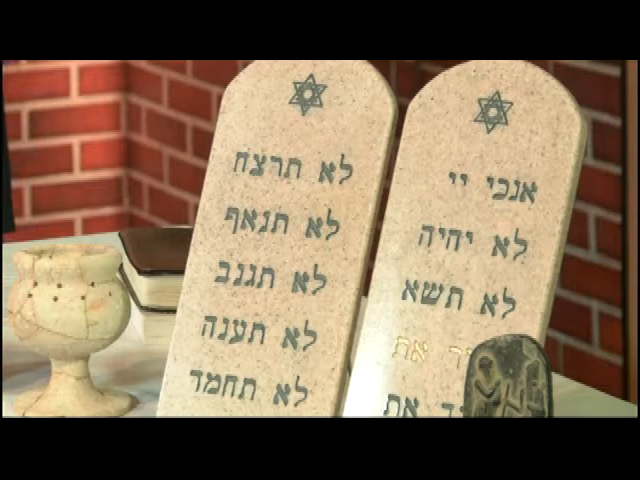 אנכי יי
לא יהיה
לא תשא
את
את
לא תרצח
לא תנאף
לא תגנב
לא תענה
לא תחמד